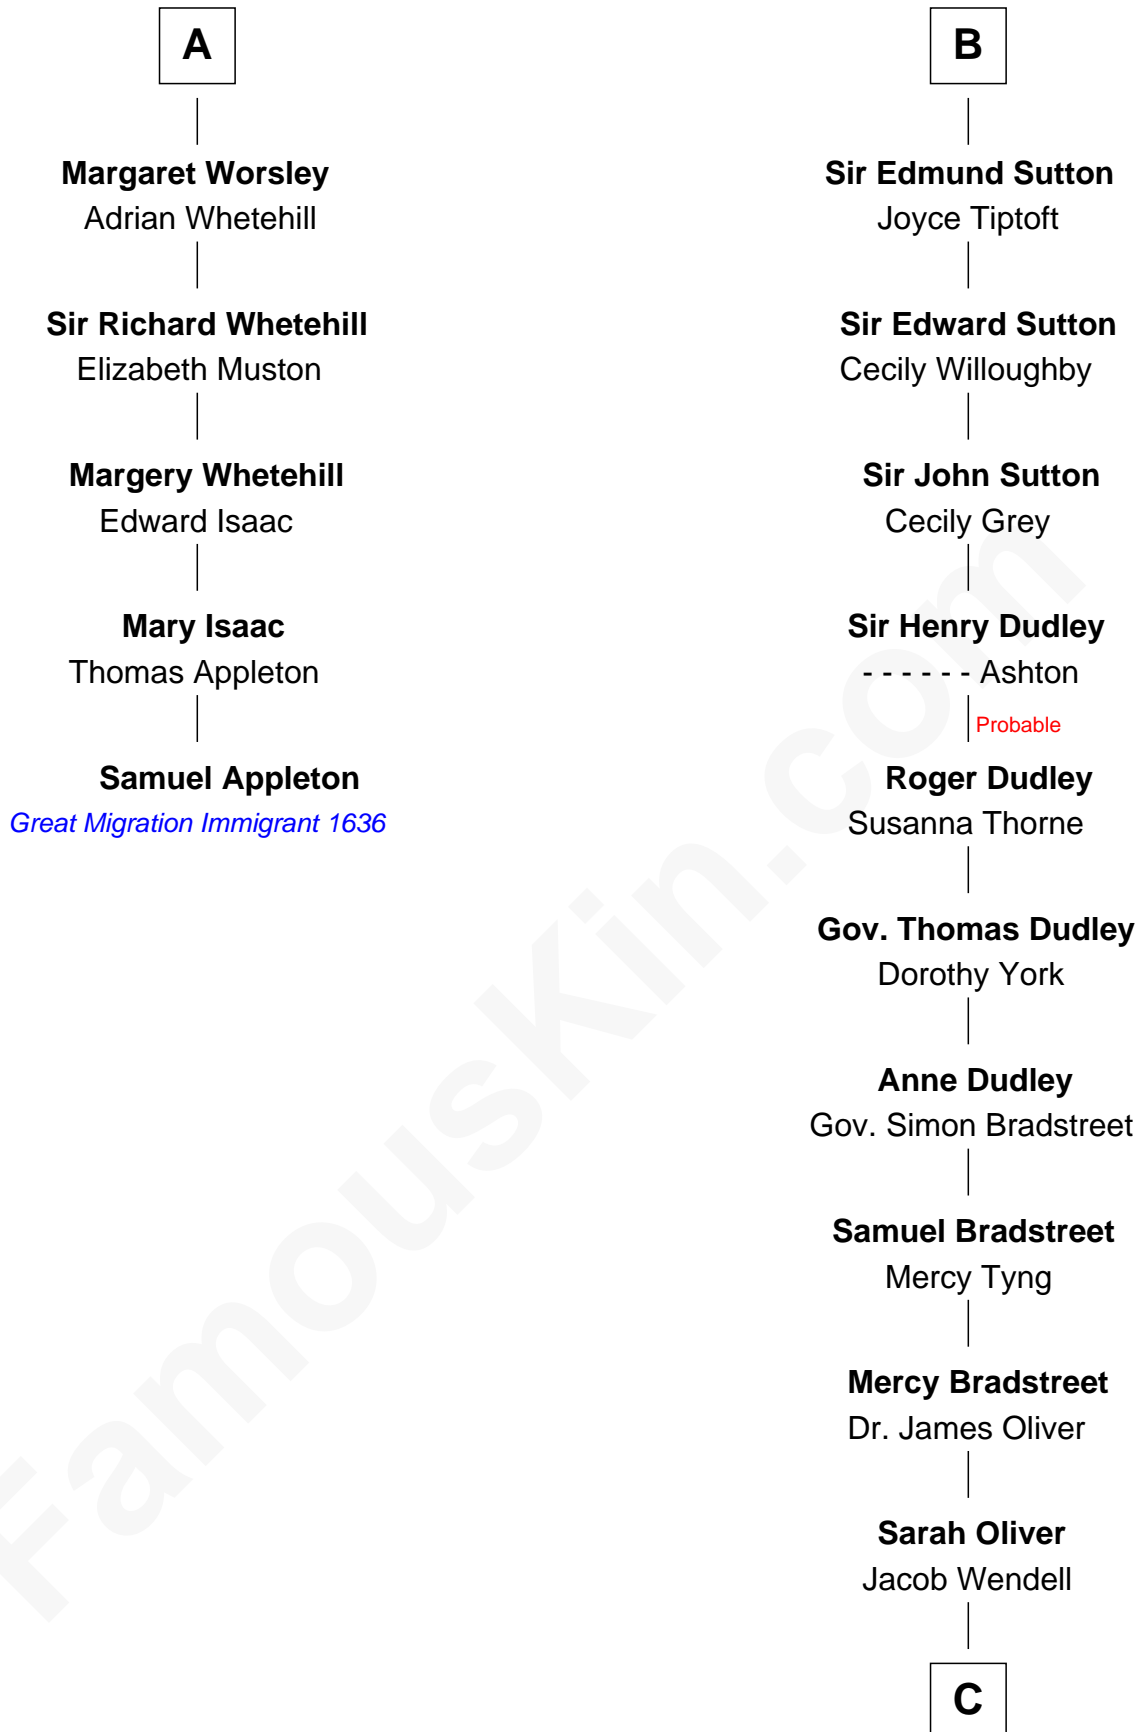 A
Margaret Worsley
Adrian Whetehill
Sir Richard Whetehill
Elizabeth Muston
Margery Whetehill
Edward Isaac
Mary Isaac
Thomas Appleton
Samuel Appleton
Great Migration Immigrant 1636
B
Sir Edmund Sutton
Joyce Tiptoft
Sir Edward Sutton
Cecily Willoughby
Sir John Sutton
Cecily Grey
Sir Henry Dudley
- - - - - - Ashton
Probable
Roger Dudley
Susanna Thorne
Gov. Thomas Dudley
Dorothy York
Anne Dudley
Gov. Simon Bradstreet
Samuel Bradstreet
Mercy Tyng
Mercy Bradstreet
Dr. James Oliver
Sarah Oliver
Jacob Wendell
C
FamousKin.com